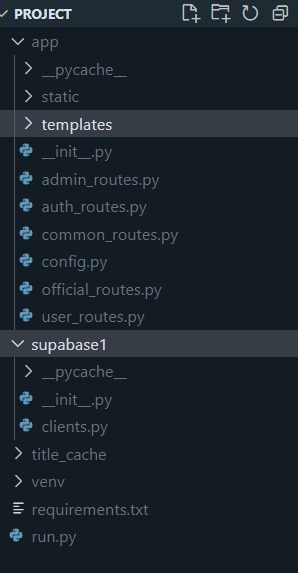 PROJECT
app
__pycache__
static
templates
__init__.py
admin_routes.py
auth_routes.py
common_routes.py
config.py
official_routes.py
user_routes.py
supabase1
__pycache__
__init__.py
clients.py
title_cache
venv
requirements.txt
run.py